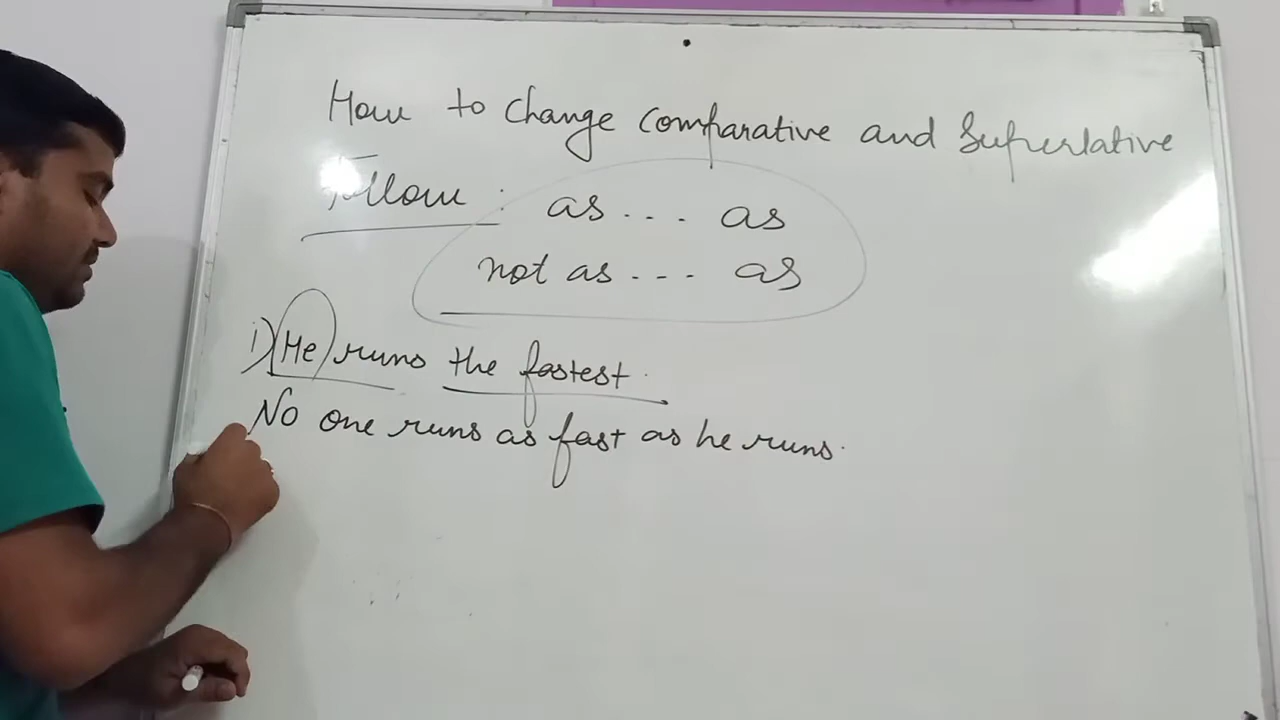 How to change comparative and Superlative
Follow : as ... as
not as ... as
i) He runs the fastest.
No one runs as fast as he runs.